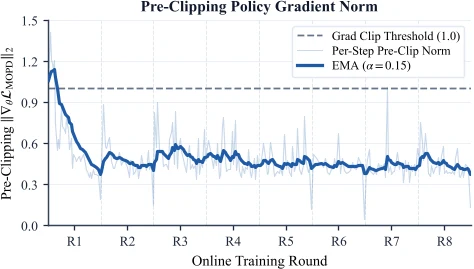 Pre-Clipping Policy Gradient Norm
Grad Clip Threshold (1.0)
Per-Step Pre-Clip Norm
EMA (α = 0.15)
Pre-Clipping ‖∇θℒMOPD‖2
1.5
1.2
0.9
0.6
0.3
0.0
R1 R2 R3 R4 R5 R6 R7 R8
Online Training Round